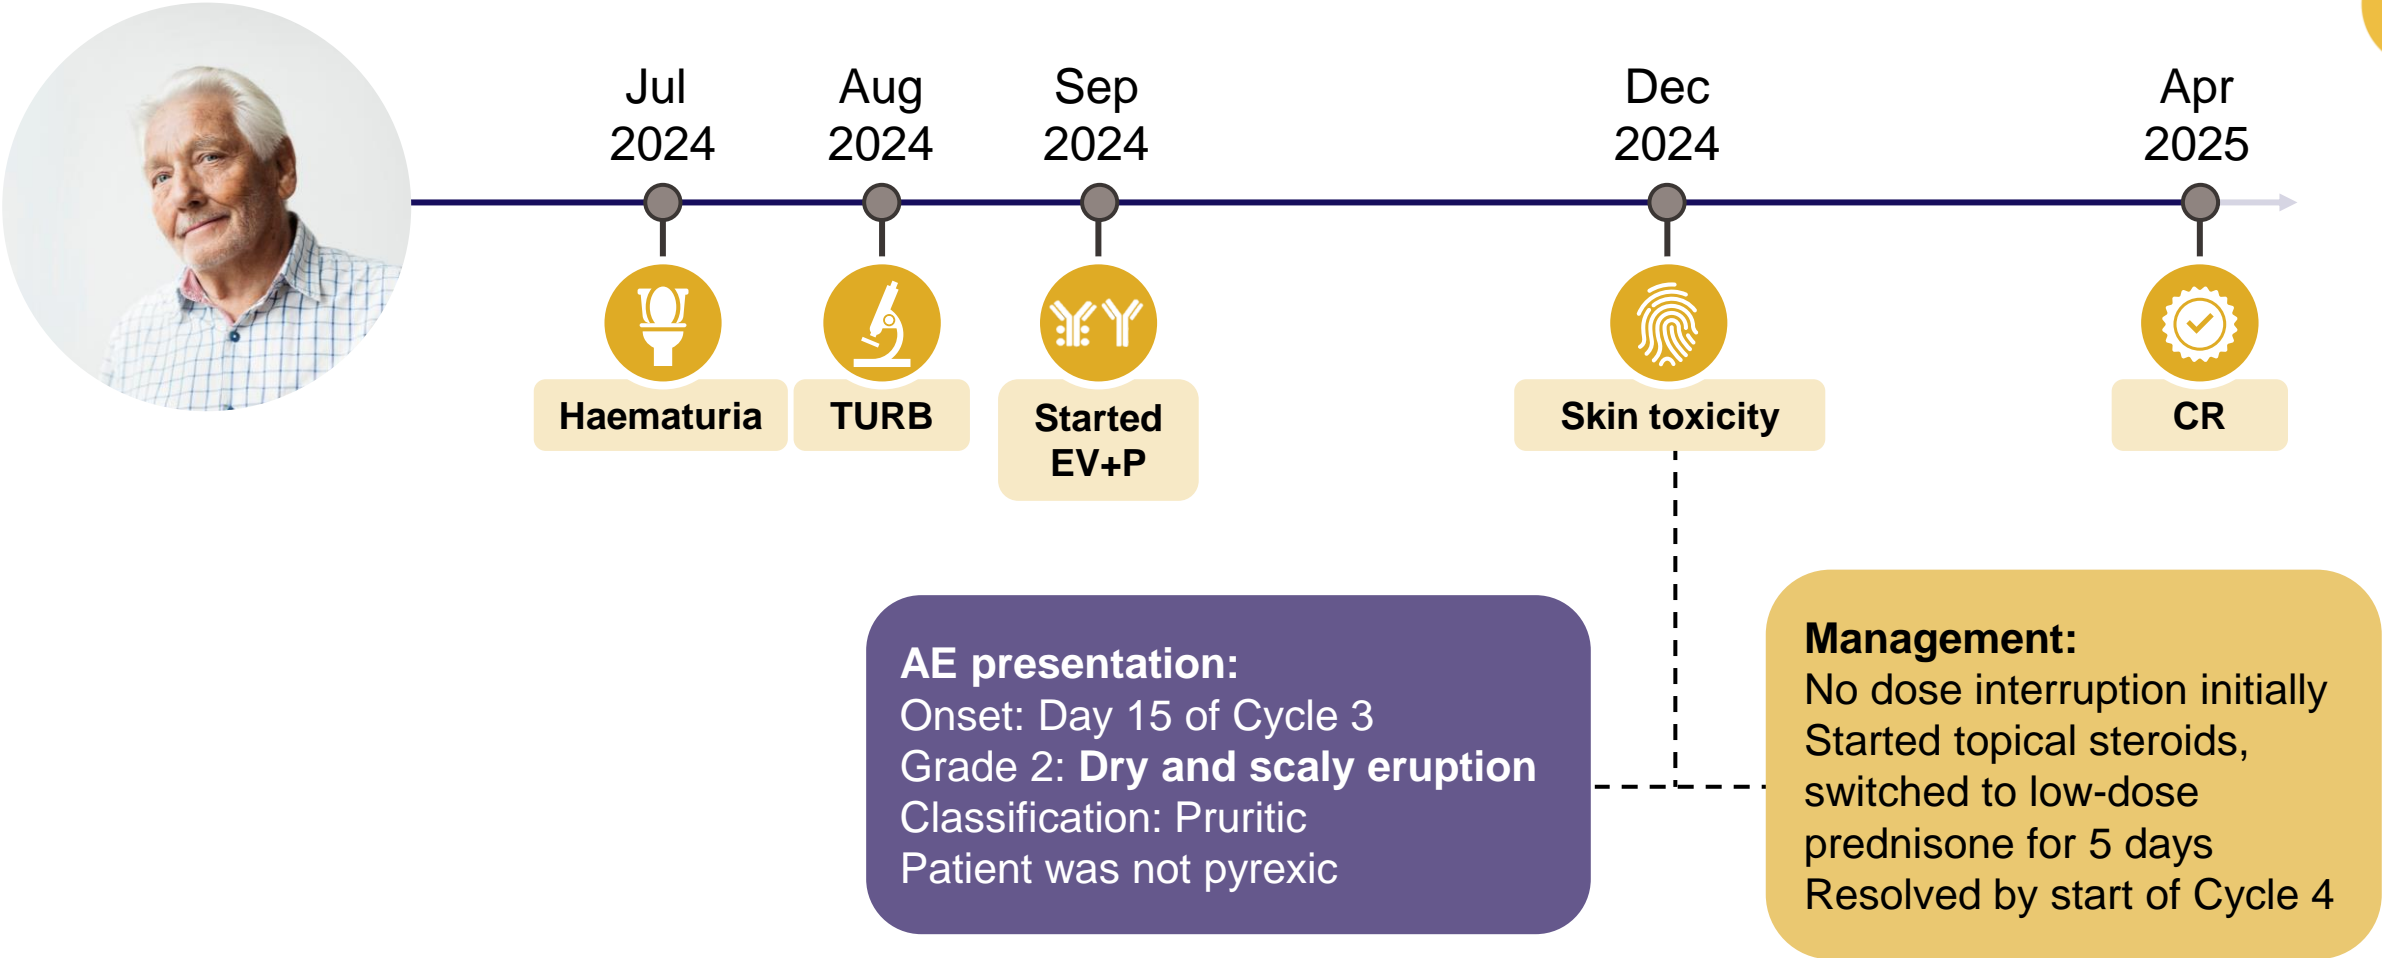 Jul
2024
Aug
2024
Sep
2024
Dec
2024
Apr
2025
Haematuria
TURB
Started
EV+P
Skin toxicity
CR
AE presentation:
Onset: Day 15 of Cycle 3
Grade 2: Dry and scaly eruption
Classification: Pruritic
Patient was not pyrexic
Management:
No dose interruption initially
Started topical steroids,
switched to low-dose
prednisone for 5 days
Resolved by start of Cycle 4